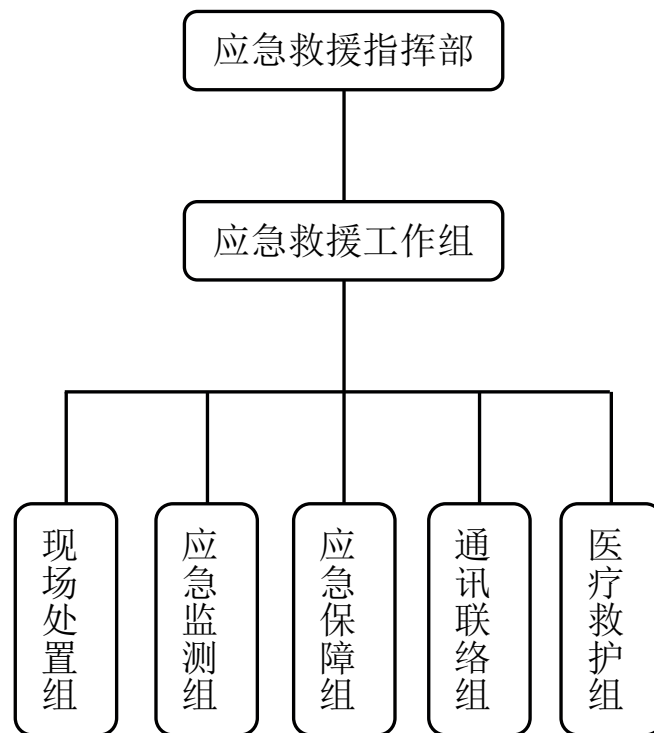 应急救援指挥部
应急救援工作组
现场处置组
应急监测组
应急保障组
通讯联络组
医疗救护组